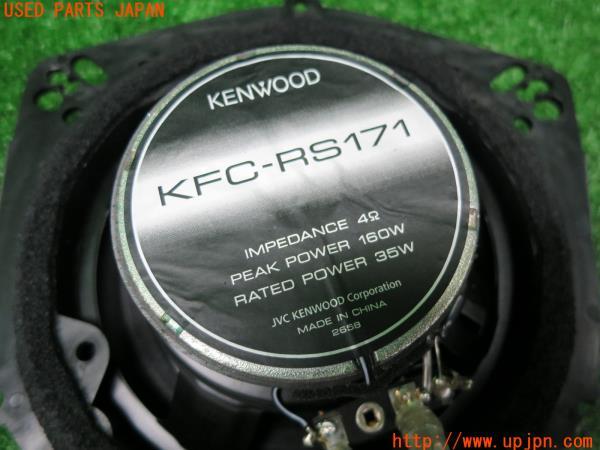 USED PARTS JAPAN
KENWOOD
KFC-RS171
IMPEDANCE 4Ω
PEAK POWER 160W
RATED POWER 35W
JVC KENWOOD Corporation
MADE IN CHINA
2658
http://www.upjpn.com/